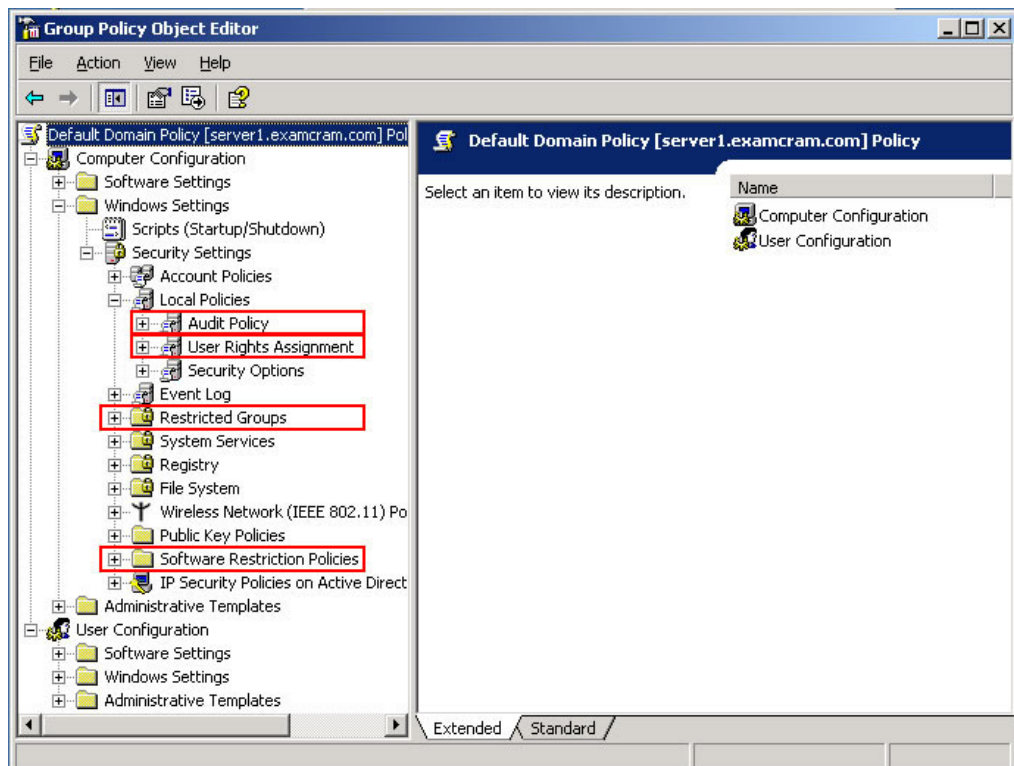 Group Policy Object Editor
File Action View Help
Default Domain Policy [server1.examcram.com] Pol
Computer Configuration
Software Settings
Windows Settings
Scripts (Startup/Shutdown)
Security Settings
Account Policies
Local Policies
Audit Policy
User Rights Assignment
Security Options
Event Log
Restricted Groups
System Services
Registry
File System
Wireless Network (IEEE 802.11) Po
Public Key Policies
Software Restriction Policies
IP Security Policies on Active Direct
Administrative Templates
User Configuration
Software Settings
Windows Settings
Administrative Templates
Default Domain Policy [server1.examcram.com] Policy
Select an item to view its description.
Name
Computer Configuration
User Configuration
Extended Standard